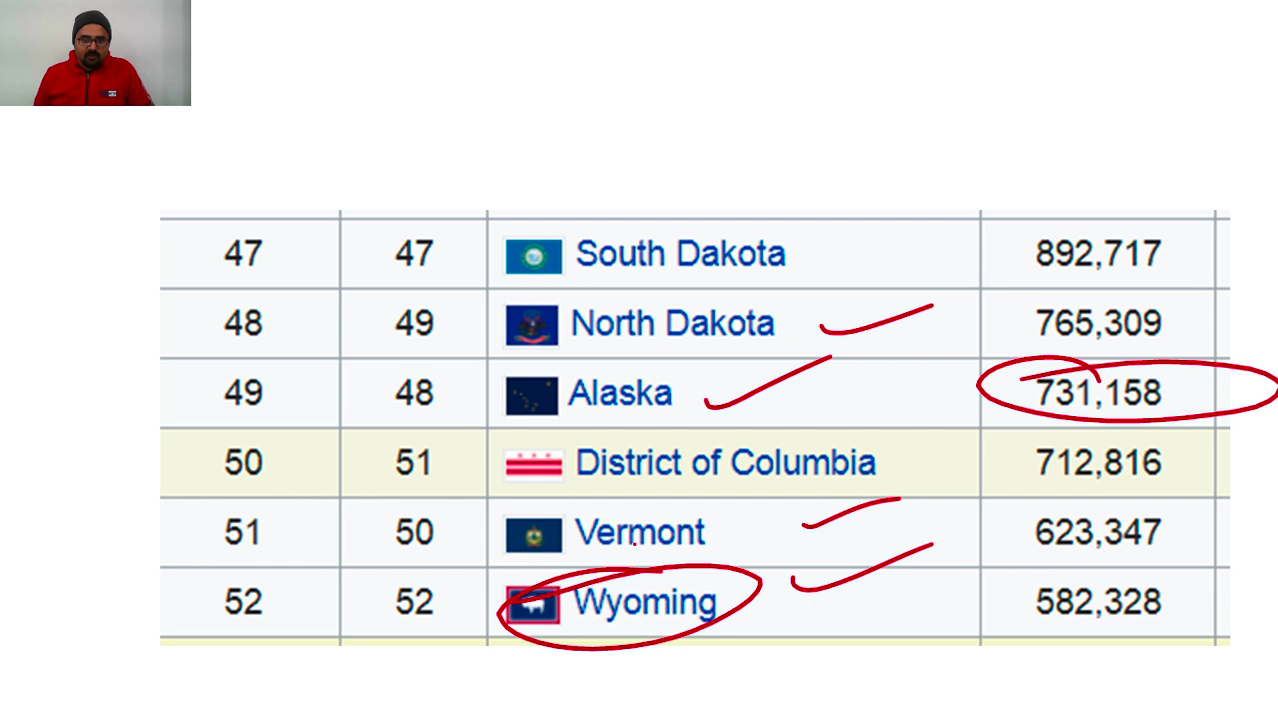 47 47 South Dakota 892,717
48 49 North Dakota 765,309
49 48 Alaska 731,158
50 51 District of Columbia 712,816
51 50 Vermont 623,347
52 52 Wyoming 582,328